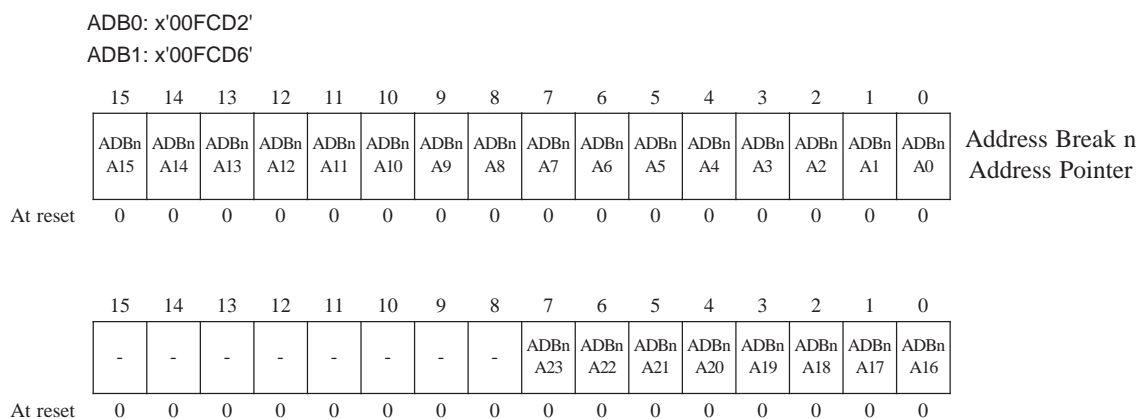 ADB0: x'00FCD2'
ADB1: x'00FCD6'
15 14 13 12 11 10 9 8 7 6 5 4 3 2 1 0
ADBn ADBn ADBn ADBn ADBn ADBn ADBn ADBn ADBn ADBn ADBn ADBn ADBn ADBn ADBn ADBn Address Break n
A15 A14 A13 A12 A11 A10 A9 A8 A7 A6 A5 A4 A3 A2 A1 A0 Address Pointer
At reset 0 0 0 0 0 0 0 0 0 0 0 0 0 0 0 0
15 14 13 12 11 10 9 8 7 6 5 4 3 2 1 0
- - - - - - - - ADBn ADBn ADBn ADBn ADBn ADBn ADBn ADBn
A23 A22 A21 A20 A19 A18 A17 A16
At reset 0 0 0 0 0 0 0 0 0 0 0 0 0 0 0 0